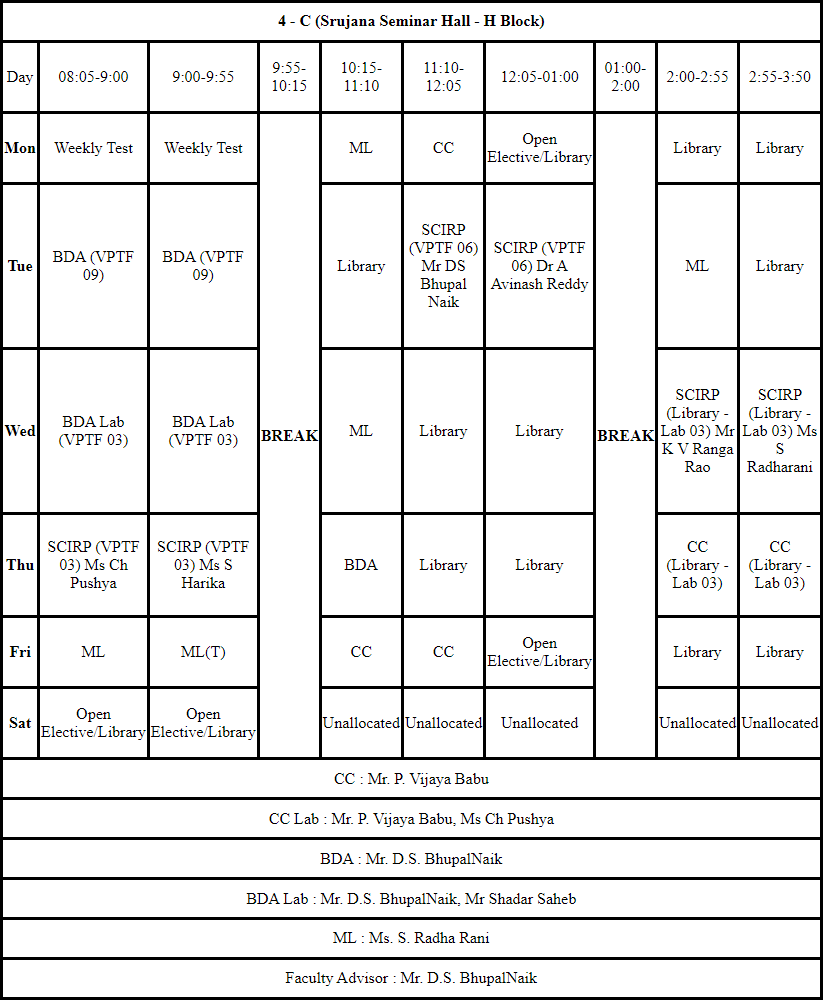 4 - C (Srujana Seminar Hall - H Block)
Day 08:05-9:00 9:00-9:55 9:55-10:15 10:15-11:10 11:10-12:05 12:05-01:00 01:00-2:00 2:00-2:55 2:55-3:50
Mon Weekly Test Weekly Test BREAK ML CC Open Elective/Library BREAK Library Library
Tue BDA (VPTF 09) BDA (VPTF 09) Library SCIRP (VPTF 06) Mr DS Bhupal Naik SCIRP (VPTF 06) Dr A Avinash Reddy ML Library
Wed BDA Lab (VPTF 03) BDA Lab (VPTF 03) ML Library Library SCIRP (Library - Lab 03) Mr K V Ranga Rao SCIRP (Library - Lab 03) Ms S Radharani
Thu SCIRP (VPTF 03) Ms Ch Pushya SCIRP (VPTF 03) Ms S Harika BDA Library Library CC (Library - Lab 03) CC (Library - Lab 03)
Fri ML ML(T) CC CC Open Elective/Library Library Library
Sat Open Elective/Library Open Elective/Library Unallocated Unallocated Unallocated Unallocated Unallocated
CC : Mr. P. Vijaya Babu
CC Lab : Mr. P. Vijaya Babu, Ms Ch Pushya
BDA : Mr. D.S. BhupalNaik
BDA Lab : Mr. D.S. BhupalNaik, Mr Shadar Saheb
ML : Ms. S. Radha Rani
Faculty Advisor : Mr. D.S. BhupalNaik